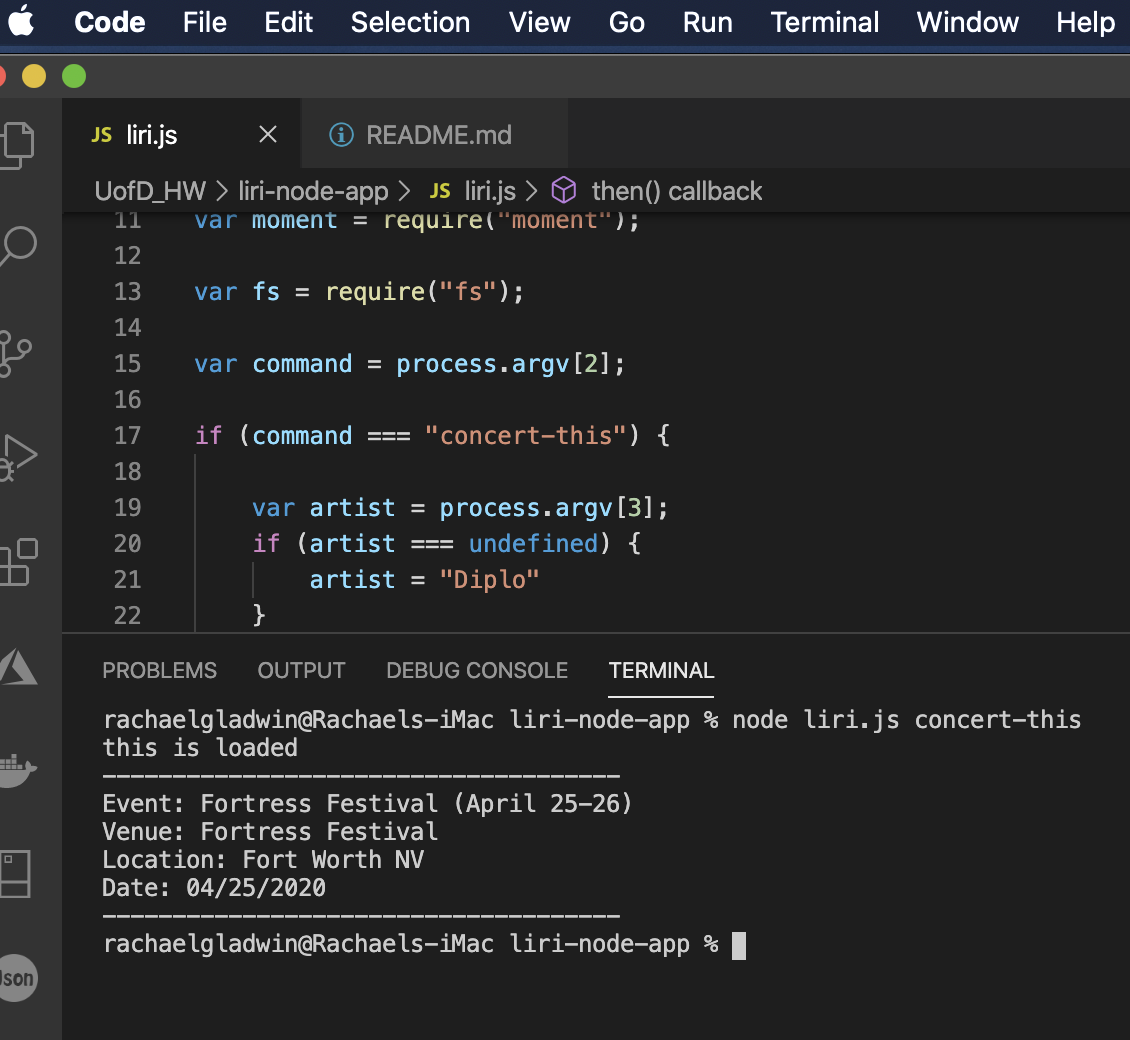 Code File Edit Selection View Go Run Terminal Window Help
JS liri.js × README.md
UofD_HW > liri-node-app > JS liri.js > then() callback
11 var moment = require("moment");
12
13 var fs = require("fs");
14
15 var command = process.argv[2];
16
17 if (command === "concert-this") {
18
19 var artist = process.argv[3];
20 if (artist === undefined) {
21 artist = "Diplo"
22 }
PROBLEMS OUTPUT DEBUG CONSOLE TERMINAL
rachaelgladwin@Rachaels-iMac liri-node-app % node liri.js concert-this
this is loaded
-------------------------------------
Event: Fortress Festival (April 25-26)
Venue: Fortress Festival
Location: Fort Worth NV
Date: 04/25/2020
-------------------------------------
rachaelgladwin@Rachaels-iMac liri-node-app %
Json